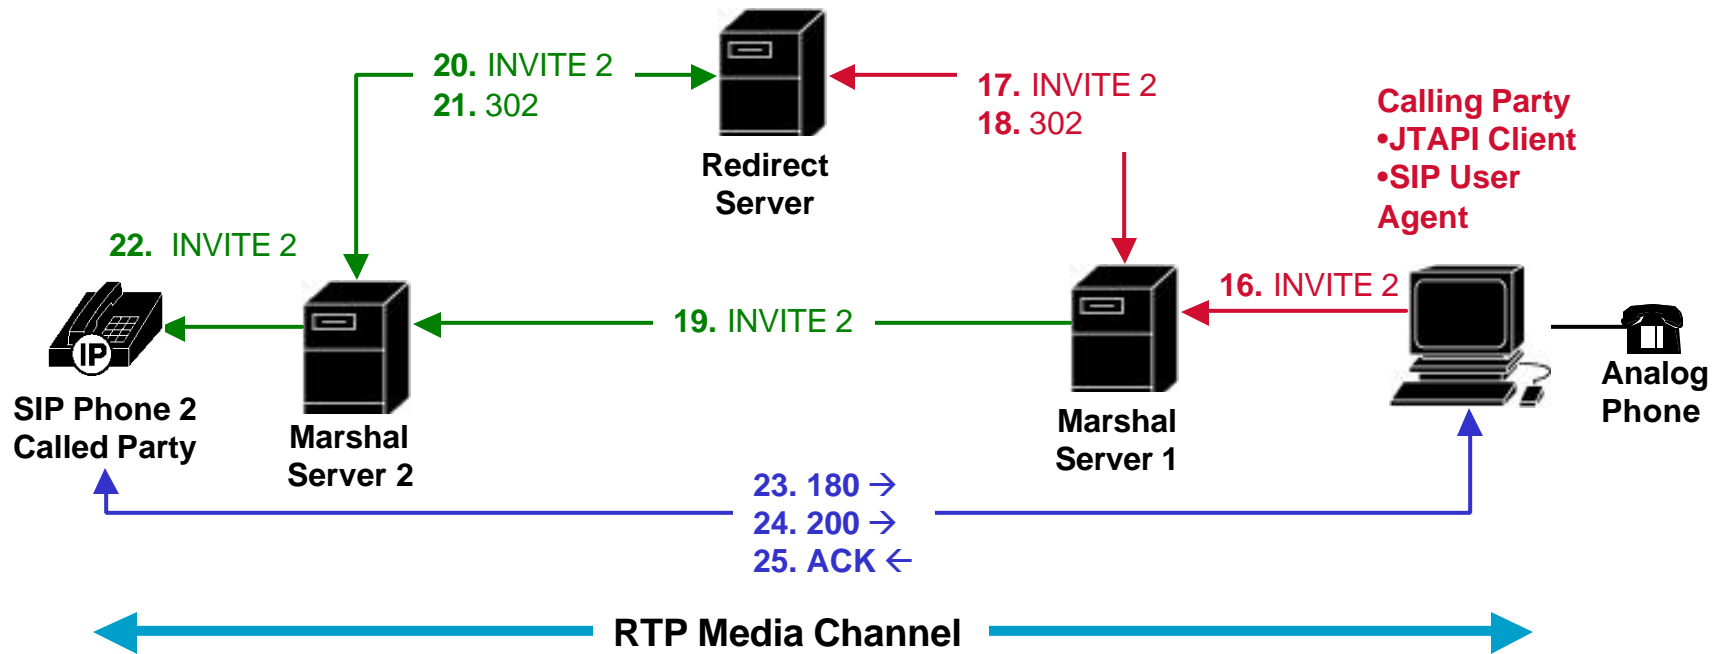 20. INVITE 2
21. 302
17. INVITE 2
18. 302
Calling Party
•JTAPI Client
•SIP User
Agent
Redirect
Server
22. INVITE 2
16. INVITE 2
19. INVITE 2
IP
SIP Phone 2
Called Party
Marshal
Server 2
Marshal
Server 1
Analog
Phone
23. 180 →
24. 200 →
25. ACK ←
RTP Media Channel